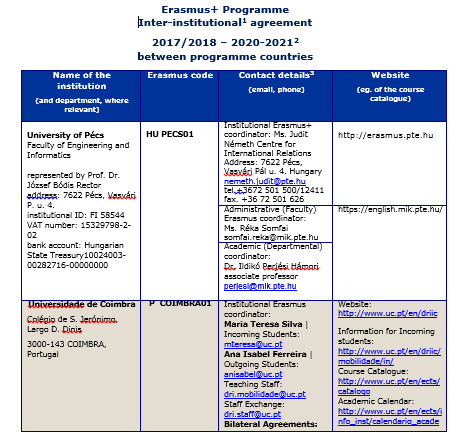 Erasmus+ Programme
Inter-institutional¹ agreement
2017/2018 – 2020-2021²
between programme countries
Name of the institution
(and department, where relevant)
Erasmus code
Contact details³
(email, phone)
Website
(eg. of the course catalogue)
University of Pécs
Faculty of Engineering and
Informatics
represented by Prof. Dr.
József Bódis Rector
address: 7622 Pécs, Vasvári
P. u. 4.
institutional ID: FI 58544
VAT number: 15329798-2-
02
bank account: Hungarian
State Treasury10024003-
00282716-00000000
HU PECS01
Institutional Erasmus+
coordinator: Ms. Judit
Németh Centre for
International Relations
Address: 7622 Pécs,
Vasvári Pál u. 4. Hungary
nemeth.judit@pte.hu
tel.+3672 501 500/12411
fax. +36 72 501 626
http://erasmus.pte.hu
Administrative (Faculty)
Erasmus coordinator:
Ms. Réka Somfai
somfai.reka@mik.pte.hu
https://english.mik.pte.hu/
Academic (Departmental)
coordinator:
Dr. Ildikó Perjési Hámori
associate professor
perjesi@mik.pte.hu
Universidade de Coimbra
Colégio de S. Jerónimo,
Largo D. Dinis
3000-143 COIMBRA,
Portugal
P COIMBRA01
Institutional Erasmus
coordinator:
Maria Teresa Silva |
Incoming Students:
mteresa@uc.pt
Ana Isabel Ferreira |
Outgoing Students:
anisabel@uc.pt
Teaching Staff:
dri.mobilidade@uc.pt
Staff Exchange:
dri.staff@uc.pt
Bilateral Agreements:
Website:
http://www.uc.pt/en/driic
Information for Incoming
students:
http://www.uc.pt/en/driic/
mobilidade/in/
Course Catalogue:
http://www.uc.pt/en/ects/
catalogo
Academic Calendar:
http://www.uc.pt/en/ects/i
nfo_inst/calendario_acade